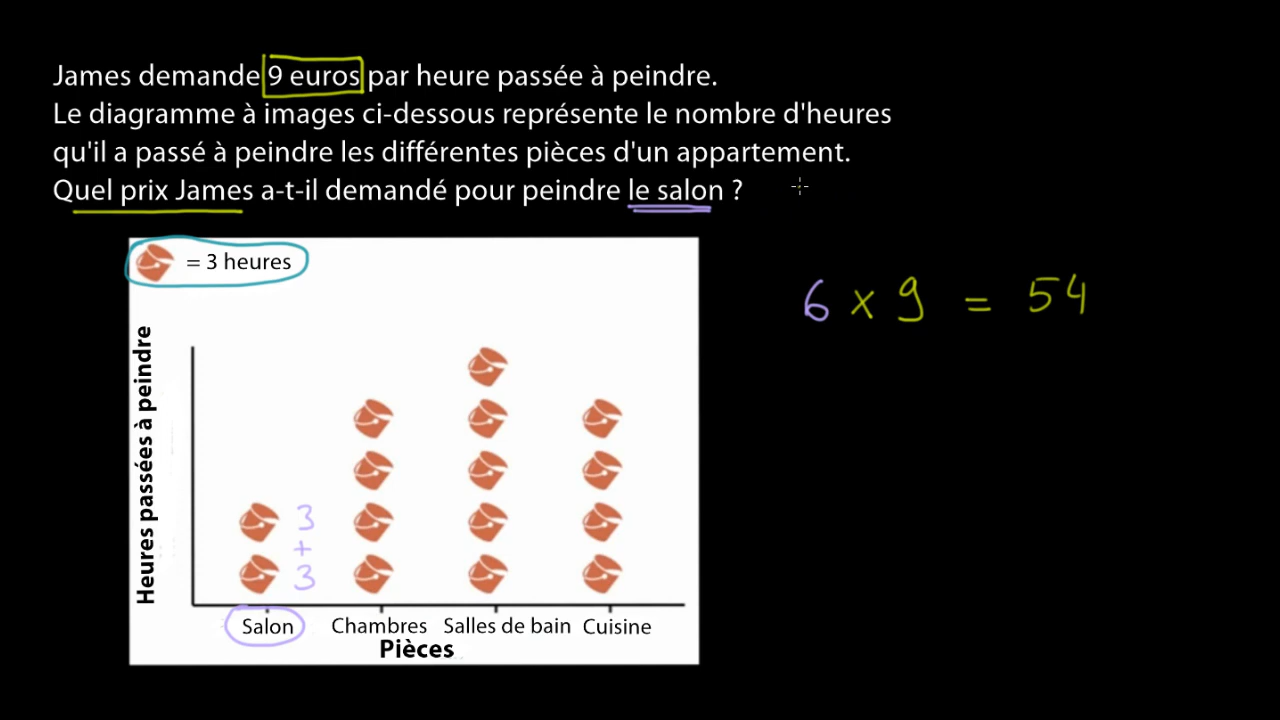 James demande 9 euros par heure passée à peindre.
Le diagramme à images ci-dessous représente le nombre d'heures
qu'il a passé à peindre les différentes pièces d'un appartement.
Quel prix James a-t-il demandé pour peindre le salon ?
= 3 heures
6 x 9 = 54
Heures passées à peindre
3
+
3
Salon Chambres Salles de bain Cuisine
Pièces